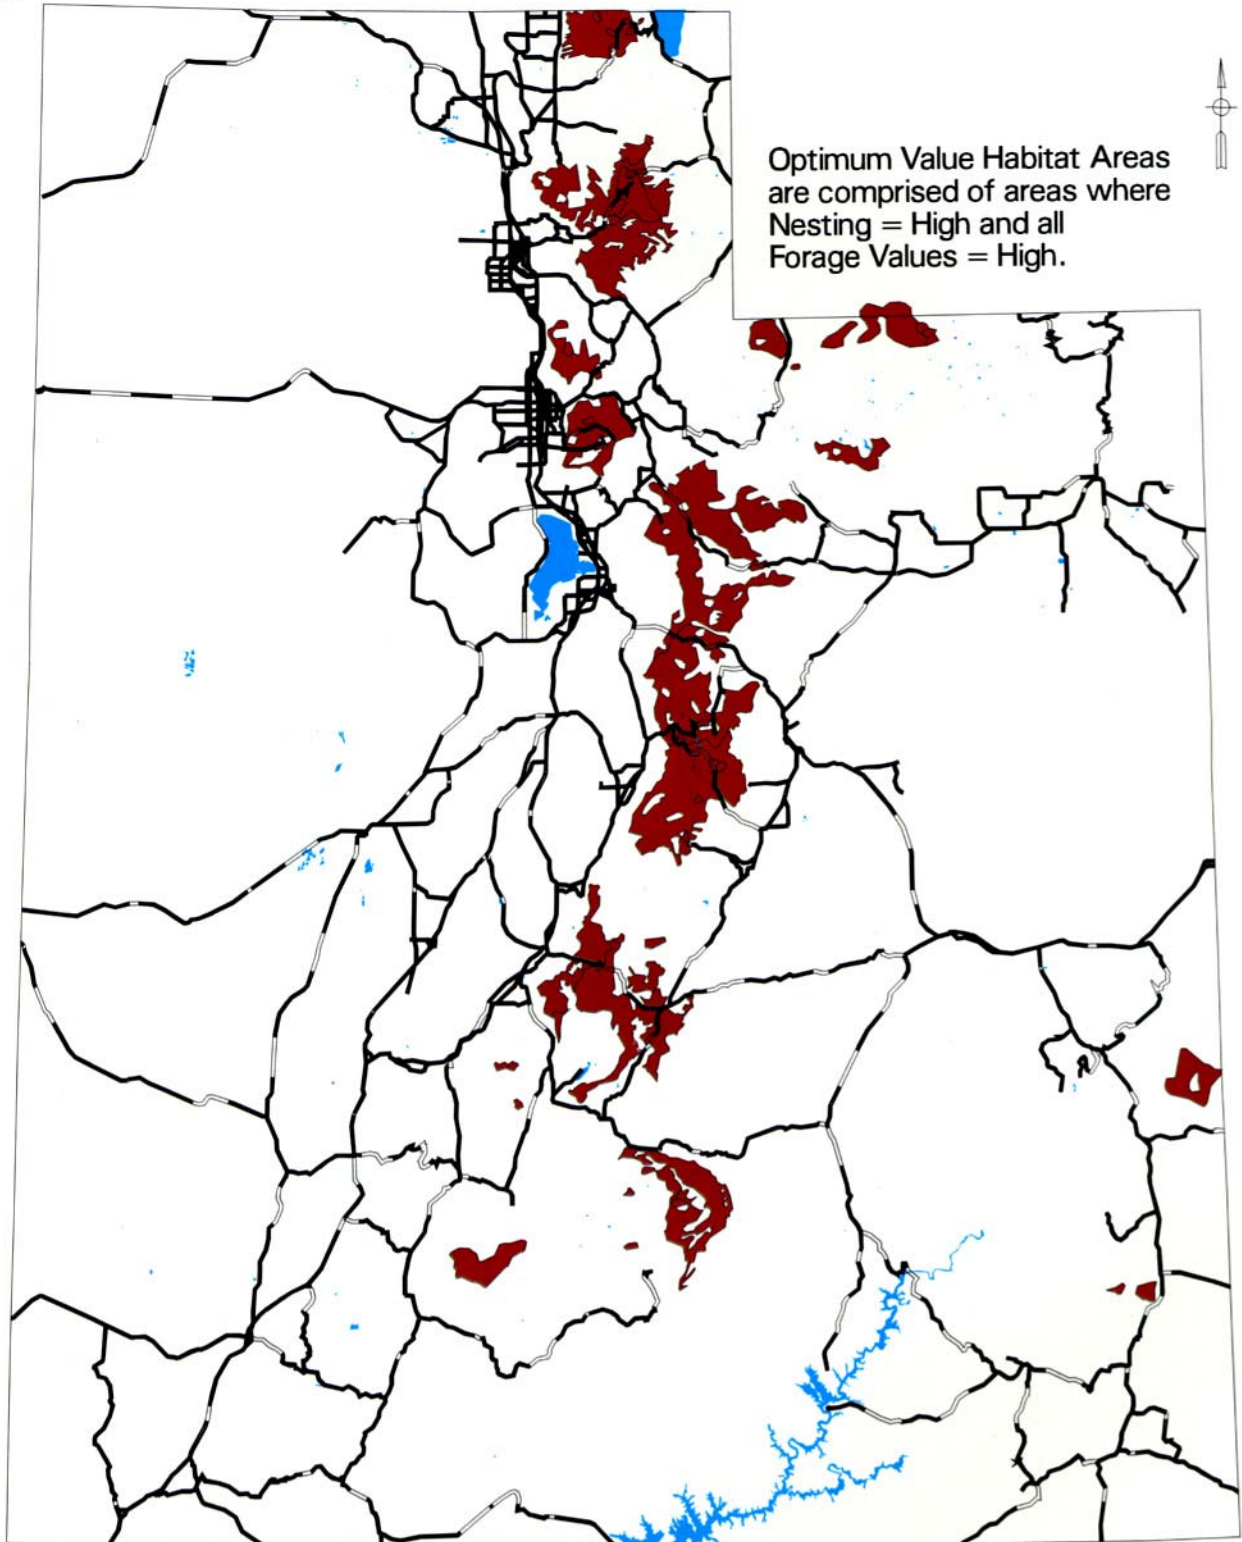 Optimum Value Habitat Areas
are comprised of areas where
Nesting = High and all
Forage Values = High.